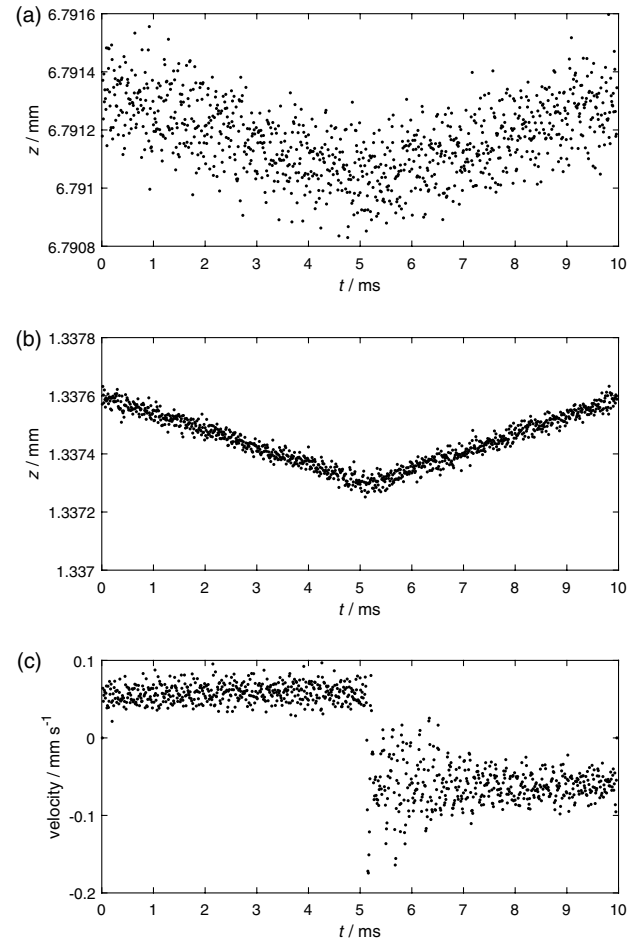 (a)
6.7916
6.7914
6.7912
6.791
6.7908
z / mm
0 1 2 3 4 5 6 7 8 9 10
t / ms
(b)
1.3378
1.3376
1.3374
1.3372
1.337
z / mm
0 1 2 3 4 5 6 7 8 9 10
t / ms
(c)
0.1
0
-0.1
-0.2
velocity / mm s⁻¹
0 1 2 3 4 5 6 7 8 9 10
t / ms